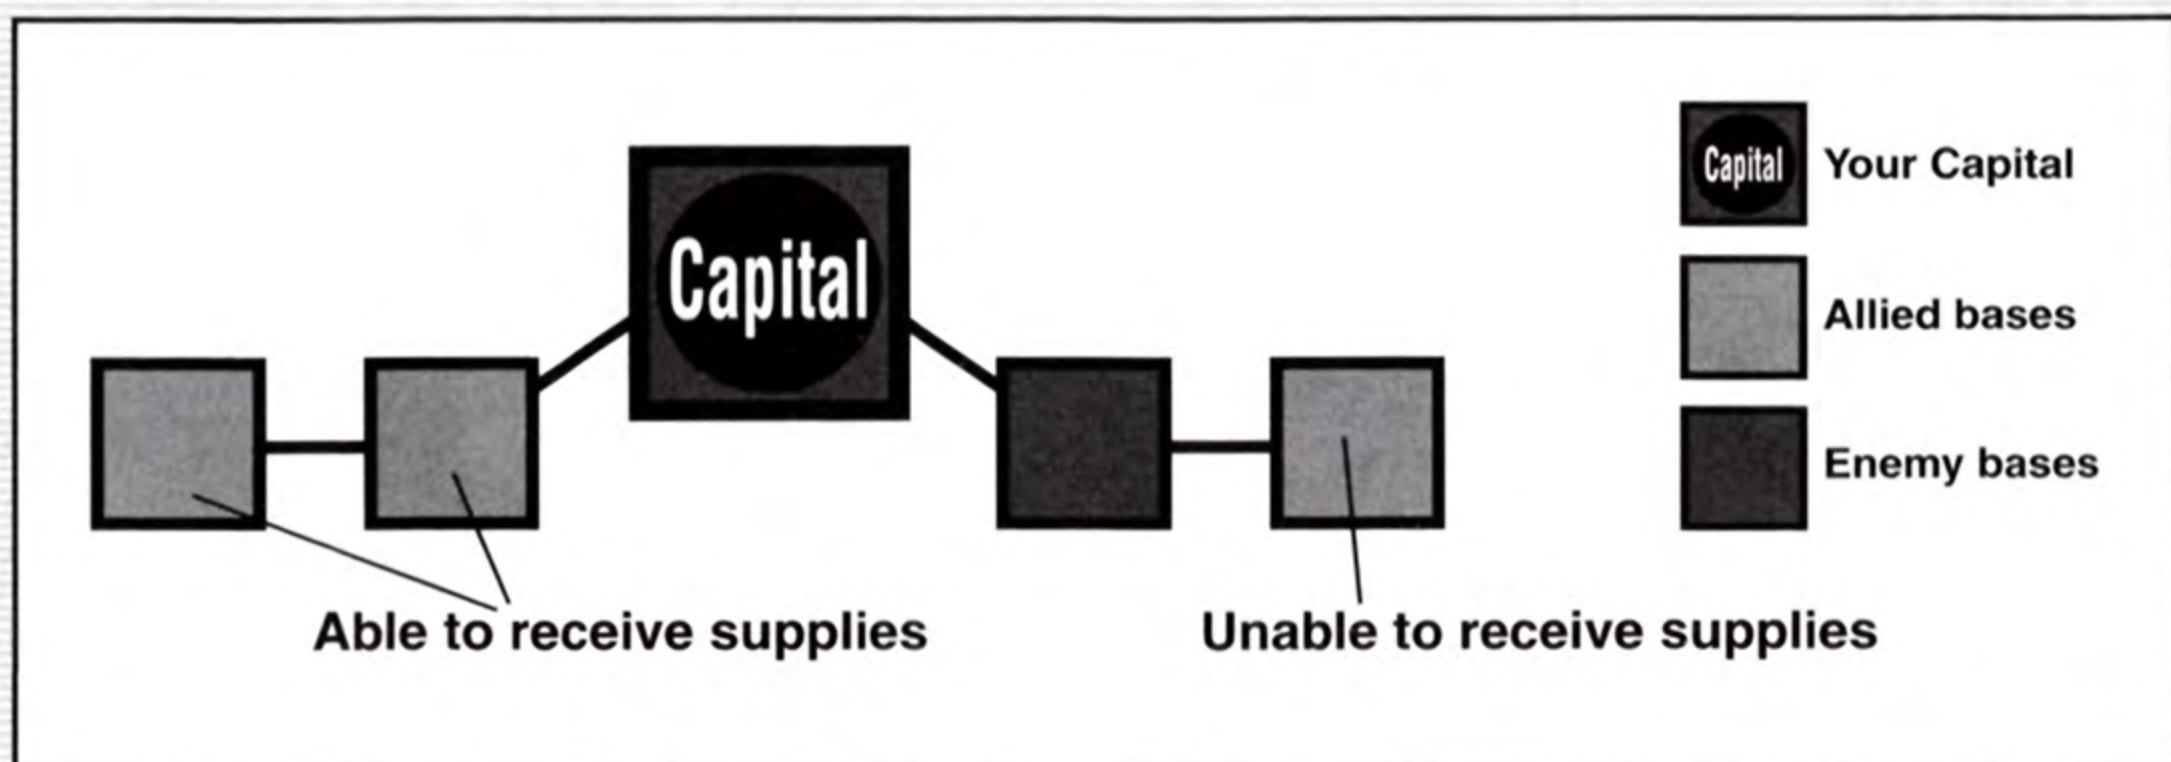 Capital
Capital
Your Capital
Allied bases
Enemy bases
Able to receive supplies
Unable to receive supplies